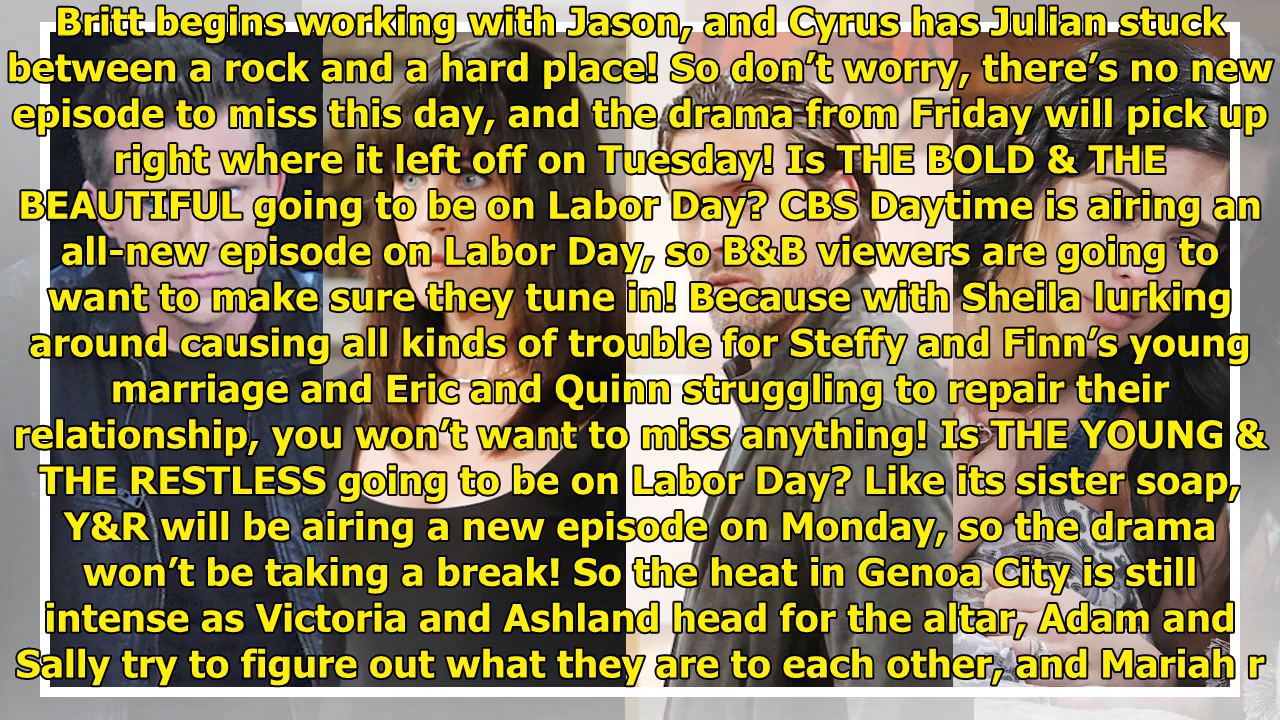 Britt begins working with Jason, and Cyrus has Julian stuck
between a rock and a hard place! So don’t worry, there’s no new
episode to miss this day, and the drama from Friday will pick up
right where it left off on Tuesday! Is THE BOLD & THE
BEAUTIFUL going to be on Labor Day? CBS Daytime is airing an
all-new episode on Labor Day, so B&B viewers are going to
want to make sure they tune in! Because with Sheila lurking
around causing all kinds of trouble for Steffy and Finn’s young
marriage and Eric and Quinn struggling to repair their
relationship, you won’t want to miss anything! Is THE YOUNG &
THE RESTLESS going to be on Labor Day? Like its sister soap,
Y&R will be airing a new episode on Monday, so the drama
won’t be taking a break! So the heat in Genoa City is still
intense as Victoria and Ashland head for the altar, Adam and
Sally try to figure out what they are to each other, and Mariah r